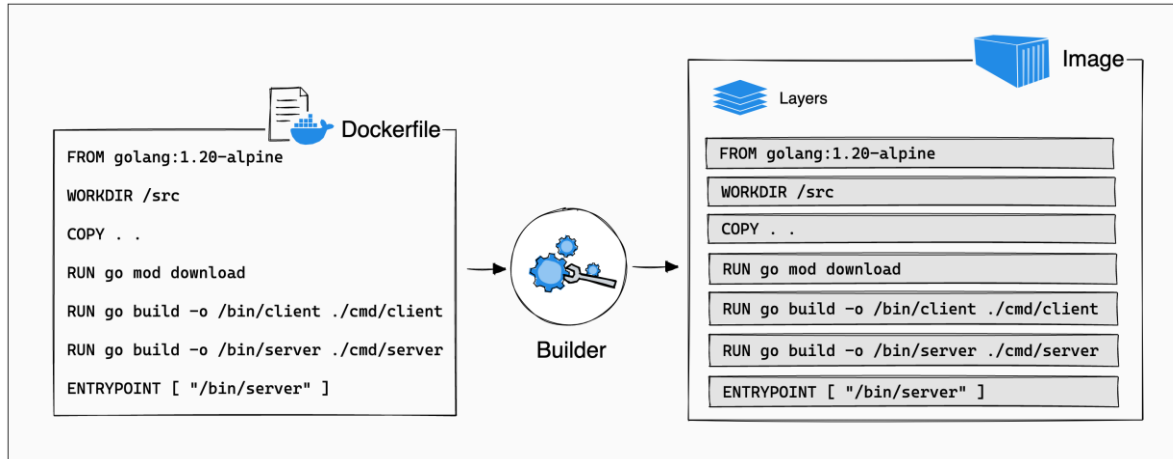 Dockerfile
FROM golang:1.20-alpine
WORKDIR /src
COPY . .
RUN go mod download
RUN go build -o /bin/client ./cmd/client
RUN go build -o /bin/server ./cmd/server
ENTRYPOINT [ "/bin/server" ]
Builder
Image
Layers
FROM golang:1.20-alpine
WORKDIR /src
COPY . .
RUN go mod download
RUN go build -o /bin/client ./cmd/client
RUN go build -o /bin/server ./cmd/server
ENTRYPOINT [ "/bin/server" ]